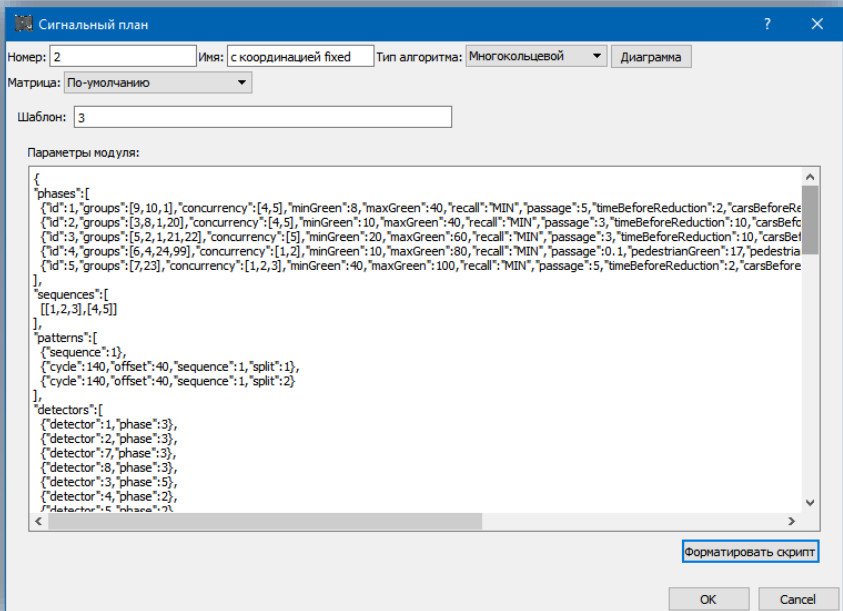 Сигнальный план
Номер: 2 Имя: с координацией fixed Тип алгоритма: Многокольцевой Диаграмма
Матрица: По-умолчанию
Шаблон: 3
Параметры модуля:
{
"phases":[
{"id":1,"groups":[9,10,1],"concurrency":[4,5],"minGreen":8,"maxGreen":40,"recall":"MIN","passage":5,"timeBeforeReduction":2,"carsBeforeRe
{"id":2,"groups":[3,8,1,20],"concurrency":[4,5],"minGreen":10,"maxGreen":40,"recall":"MIN","passage":3,"timeBeforeReduction":10,"carsBefo
{"id":3,"groups":[5,2,1,21,22],"concurrency":[5],"minGreen":20,"maxGreen":60,"recall":"MIN","passage":3,"timeBeforeReduction":10,"carsBef
{"id":4,"groups":[6,4,24,99],"concurrency":[1,2],"minGreen":10,"maxGreen":80,"recall":"MIN","passage":0.1,"pedestrianGreen":17,"pedestria
{"id":5,"groups":[7,23],"concurrency":[1,2,3],"minGreen":40,"maxGreen":100,"recall":"MIN","passage":5,"timeBeforeReduction":2,"carsBefore
],
"sequences":[
[[1,2,3],[4,5]]
],
"patterns":[
{"sequence":1},
{"cycle":140,"offset":40,"sequence":1,"split":1},
{"cycle":140,"offset":40,"sequence":1,"split":2}
],
"detectors":[
{"detector":1,"phase":3},
{"detector":2,"phase":3},
{"detector":7,"phase":3},
{"detector":8,"phase":3},
{"detector":3,"phase":5},
{"detector":4,"phase":2},
{"detector":5,"phase":2}
Форматировать скрипт
OK Cancel